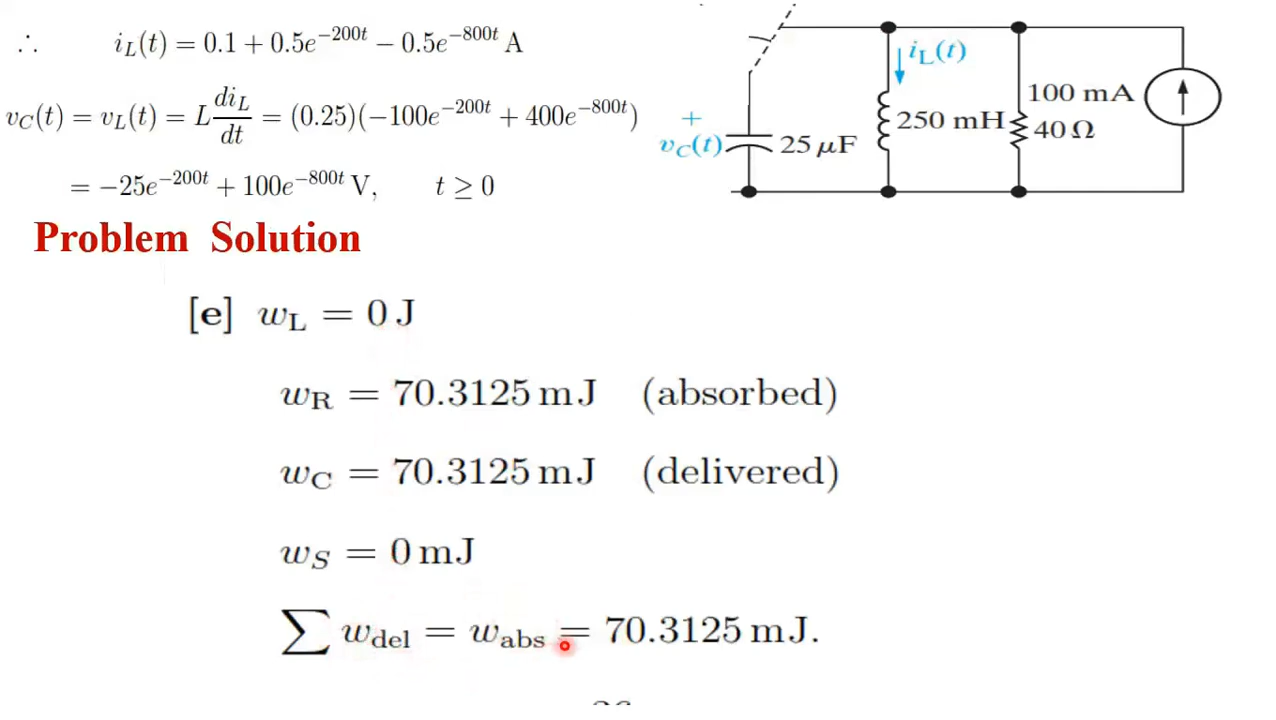 ∴ i_L(t) = 0.1 + 0.5e^{−200t} − 0.5e^{−800t} A
v_C(t) = v_L(t) = L di_L/dt = (0.25)(−100e^{−200t} + 400e^{−800t})
= −25e^{−200t} + 100e^{−800t} V, t ≥ 0
i_L(t)
100 mA
+
v_C(t)
25 μF
250 mH
40 Ω
Problem Solution
[e] w_L = 0 J
w_R = 70.3125 mJ (absorbed)
w_C = 70.3125 mJ (delivered)
w_S = 0 mJ
∑ w_del = w_abs = 70.3125 mJ.